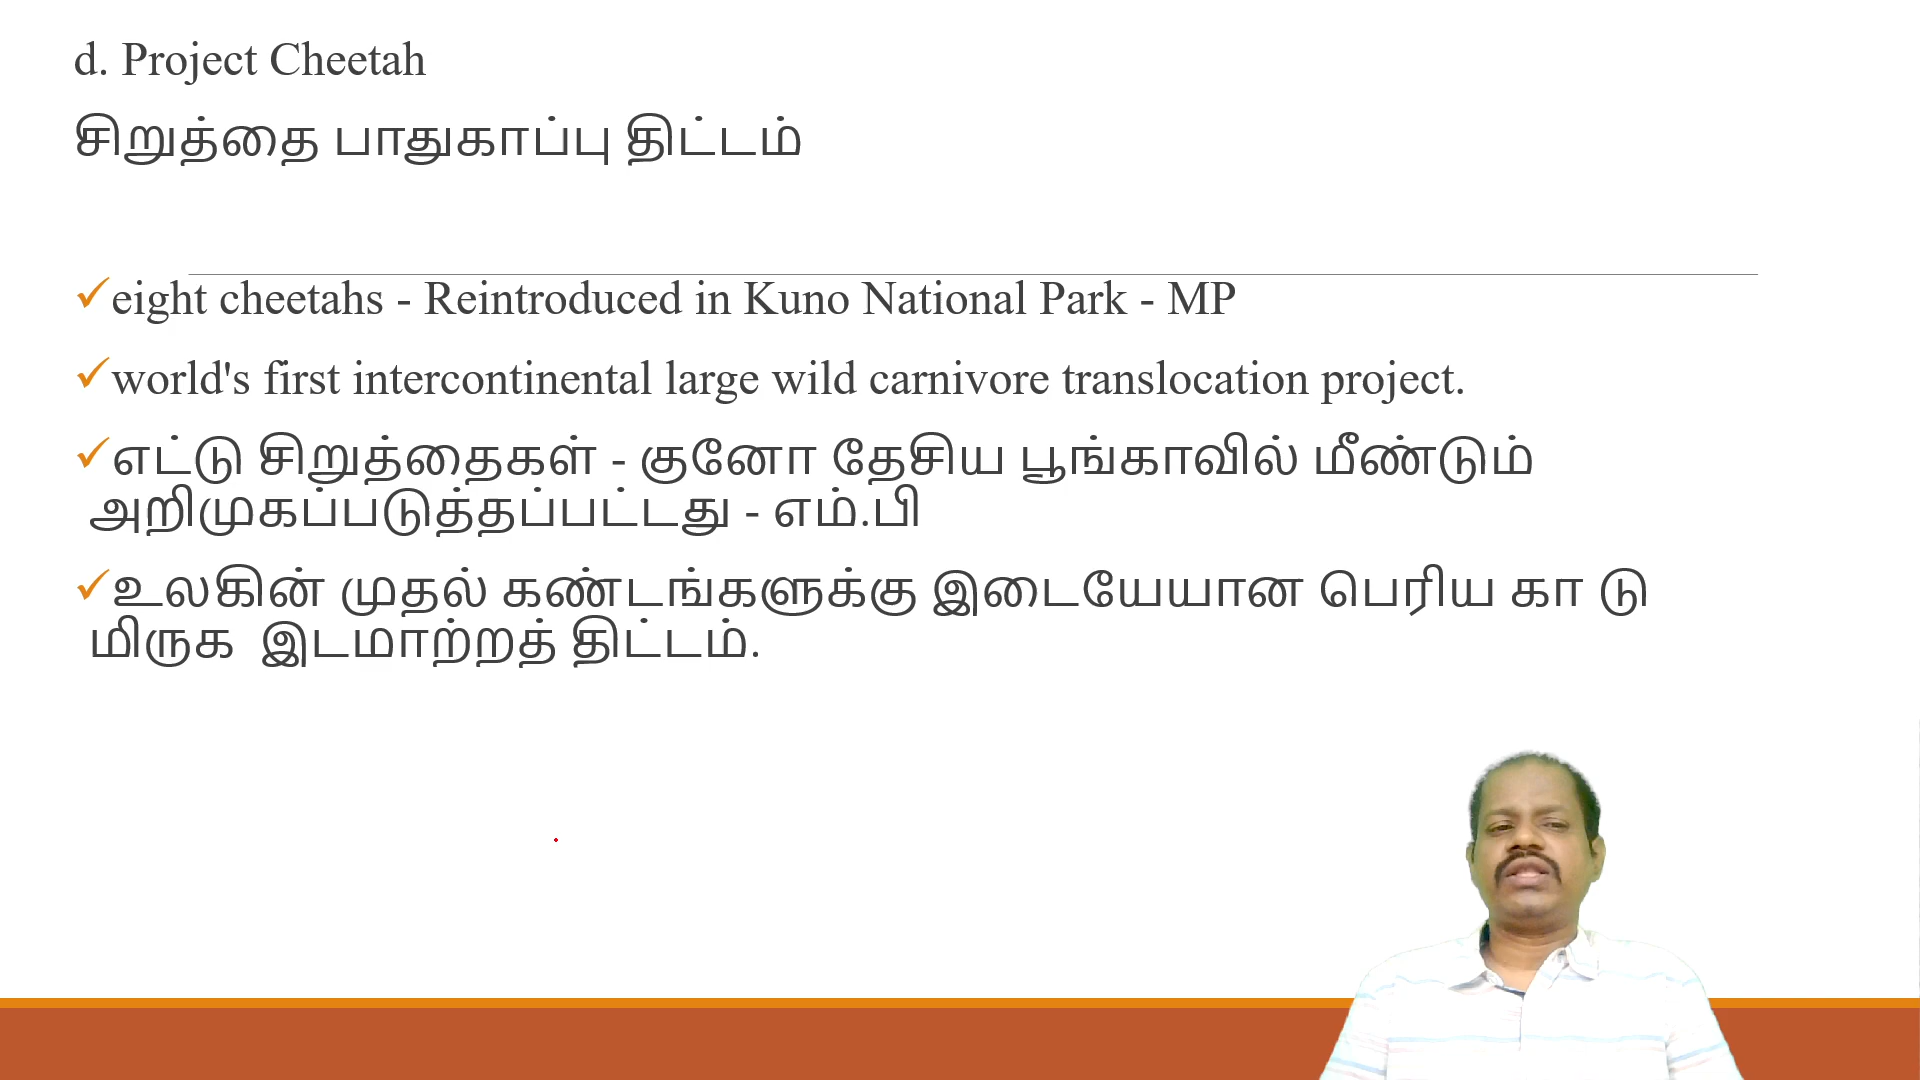 d. Project Cheetah
சிறுத்தை பாதுகாப்பு திட்டம்
✓eight cheetahs - Reintroduced in Kuno National Park - MP
✓world's first intercontinental large wild carnivore translocation project.
✓எட்டு சிறுத்தைகள் - குனோ தேசிய பூங்காவில் மீண்டும்
அறிமுகப்படுத்தப்பட்டது - எம்.பி
✓உலகின் முதல் கண்டங்களுக்கு இடையேயான பெரிய கா டு
மிருக இடமாற்றத் திட்டம்.